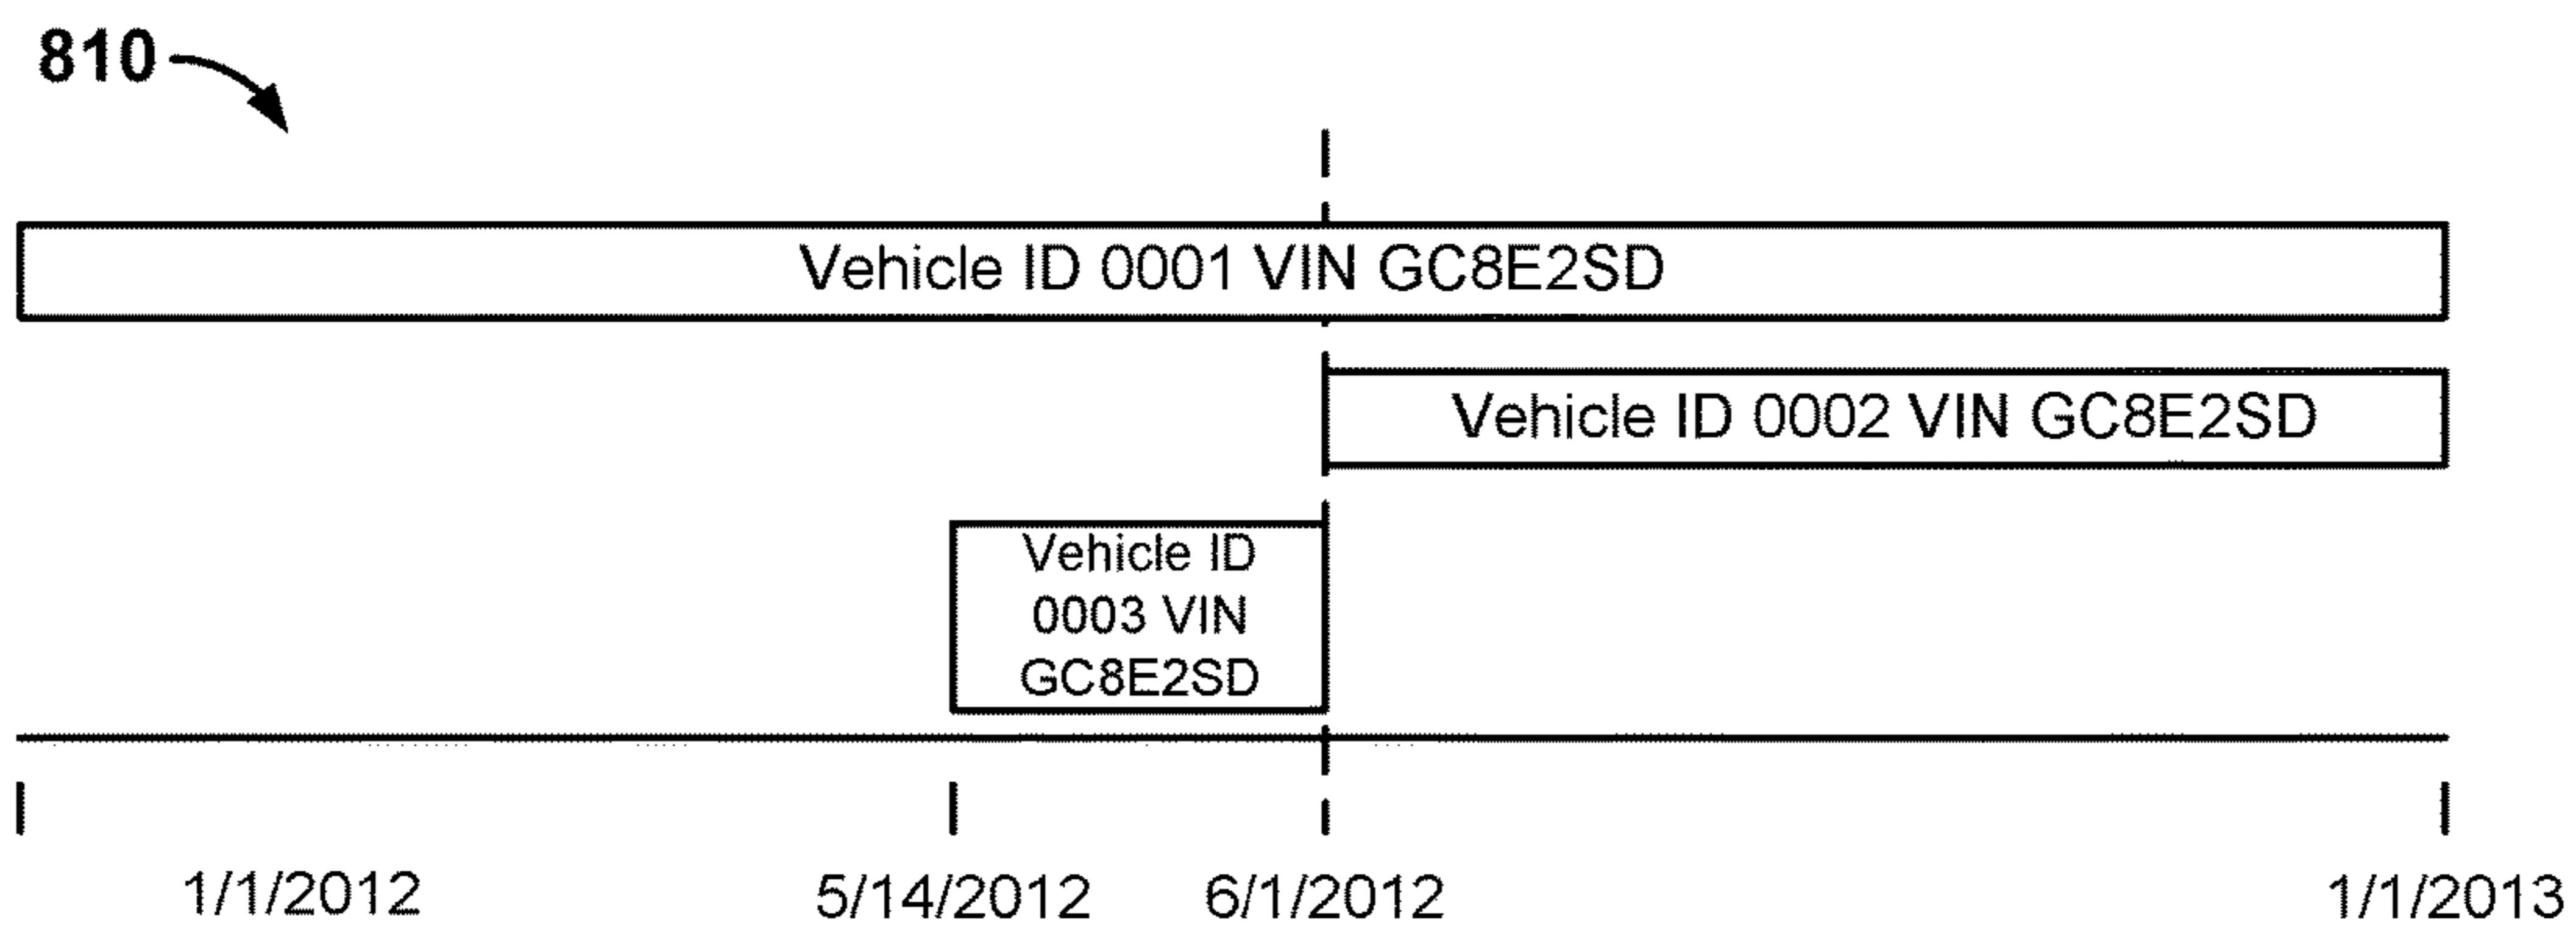 810
Vehicle ID 0001 VIN GC8E2SD
Vehicle ID 0002 VIN GC8E2SD
Vehicle ID
0003 VIN
GC8E2SD
1/1/2012
5/14/2012
6/1/2012
1/1/2013